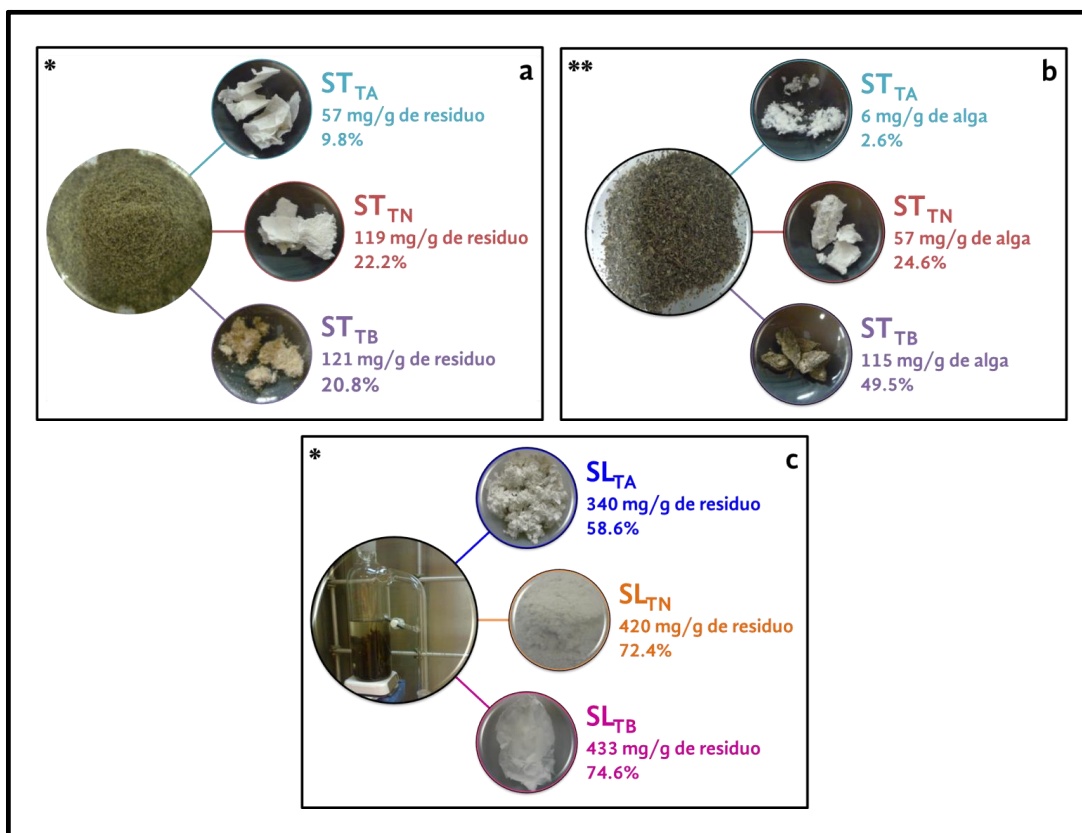 *
a
ST TA
57 mg/g de residuo
9.8%
ST TN
119 mg/g de residuo
22.2%
ST TB
121 mg/g de residuo
20.8%
**
b
ST TA
6 mg/g de alga
2.6%
ST TN
57 mg/g de alga
24.6%
ST TB
115 mg/g de alga
49.5%
*
c
SL TA
340 mg/g de residuo
58.6%
SL TN
420 mg/g de residuo
72.4%
SL TB
433 mg/g de residuo
74.6%